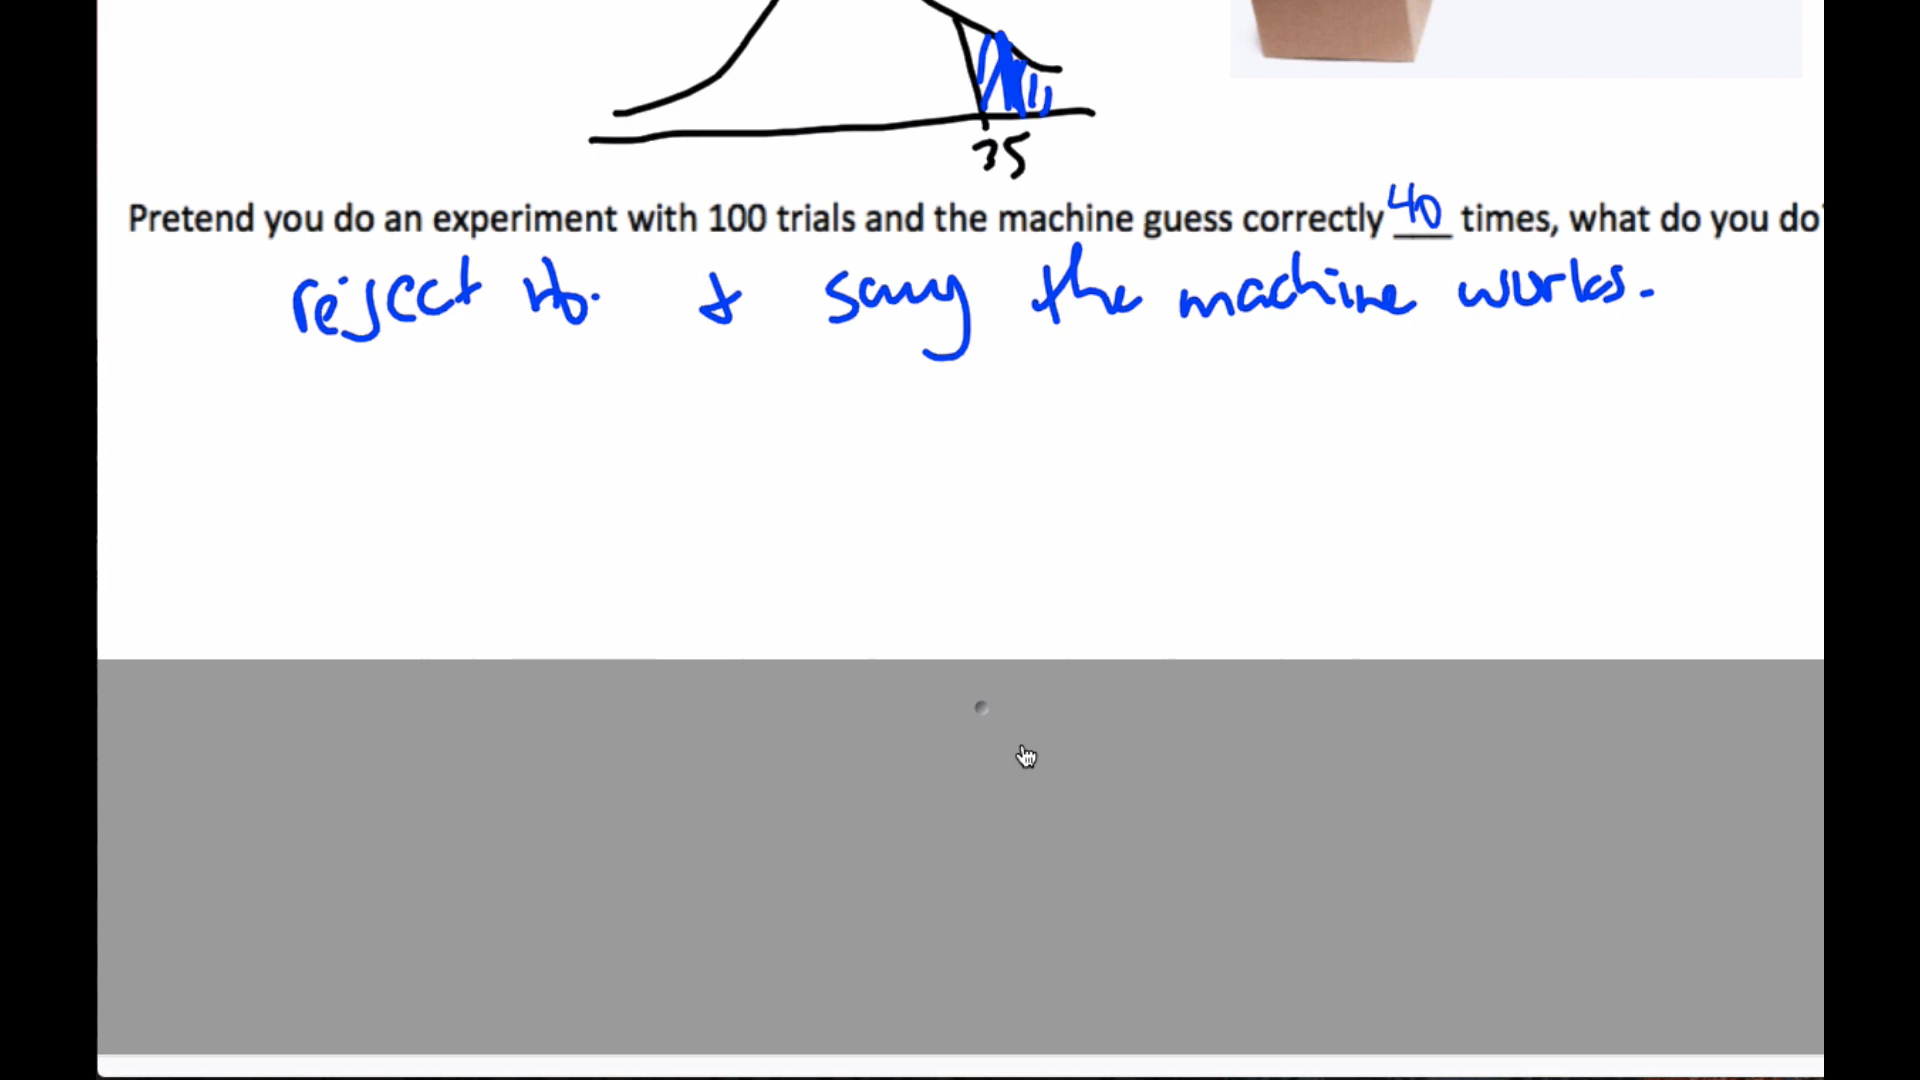 35
Pretend you do an experiment with 100 trials and the machine guess correctly 40 times, what do you do
reject Ho. & say the machine works.